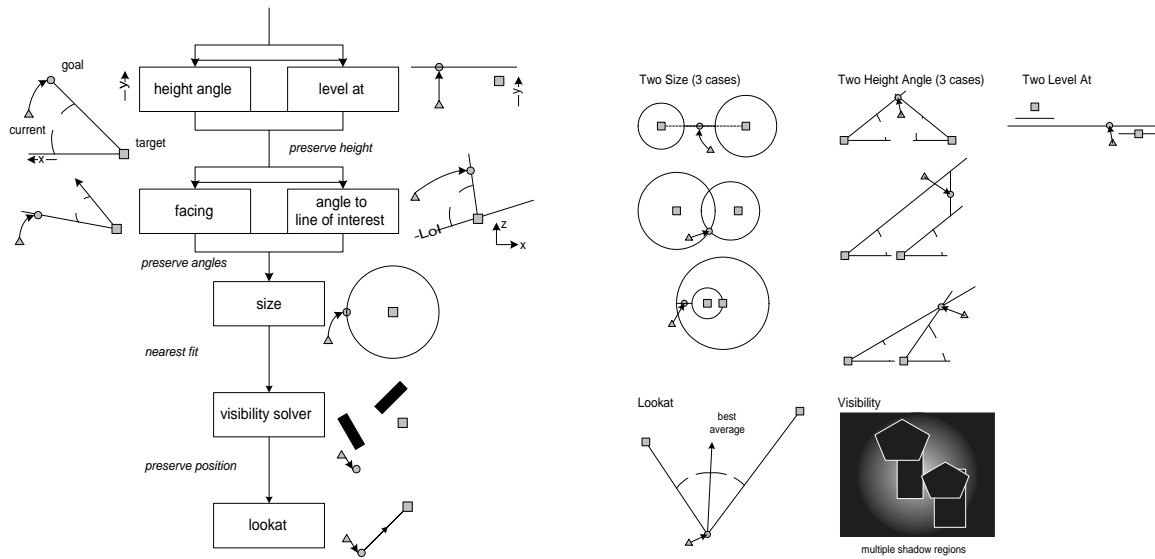 goal
current
target
—x—
—y—
height angle
level at
—y—
preserve height
facing
angle to
line of interest
-LoI
z
x
preserve angles
size
nearest fit
visibility solver
preserve position
lookat
Two Size (3 cases)
Two Height Angle (3 cases)
Two Level At
Lookat
best
average
Visibility
multiple shadow regions